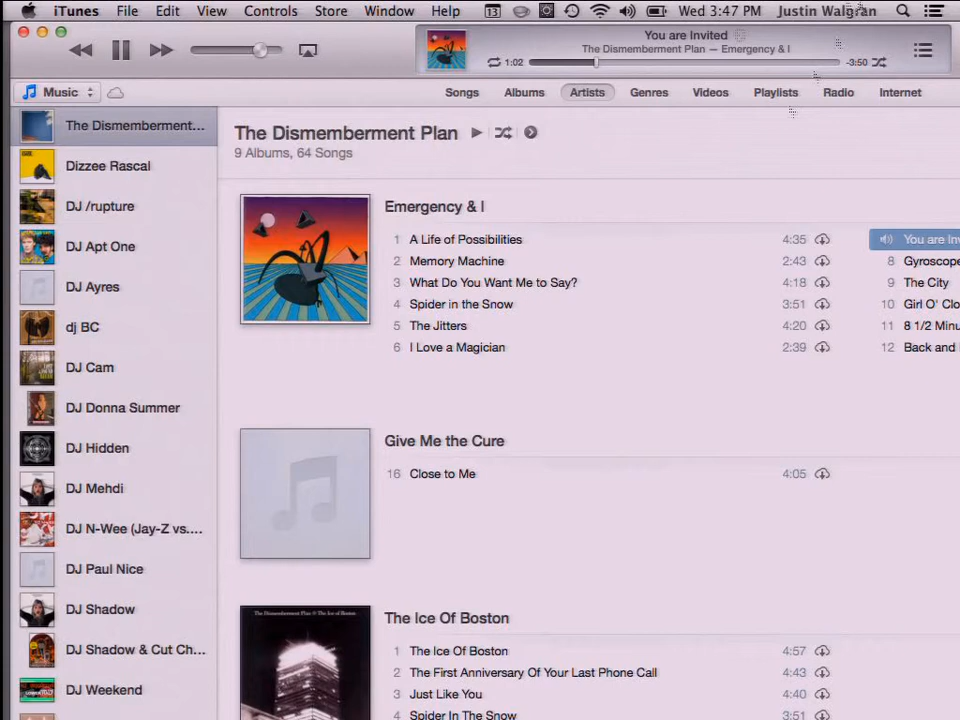 iTunes File Edit View Controls Store Window Help 13 Wed 3:47 PM Justin Walgran
You are Invited
The Dismemberment Plan — Emergency & I
1:02 -3:50
Music Songs Albums Artists Genres Videos Playlists Radio Internet
The Dismemberment...
Dizzee Rascal
DJ /rupture
DJ Apt One
DJ Ayres
dj BC
DJ Cam
DJ Donna Summer
DJ Hidden
DJ Mehdi
DJ N-Wee (Jay-Z vs....
DJ Paul Nice
DJ Shadow
DJ Shadow & Cut Ch...
DJ Weekend
The Dismemberment Plan
9 Albums, 64 Songs
Emergency & I
1 A Life of Possibilities 4:35
2 Memory Machine 2:43
3 What Do You Want Me to Say? 4:18
4 Spider in the Snow 3:51
5 The Jitters 4:20
6 I Love a Magician 2:39
You are Inv
8 Gyroscope
9 The City
10 Girl O' Clo
11 8 1/2 Minu
12 Back and
Give Me the Cure
16 Close to Me 4:05
The Ice Of Boston
1 The Ice Of Boston 4:57
2 The First Anniversary Of Your Last Phone Call 4:43
3 Just Like You 4:40
4 Spider In The Snow 3:51